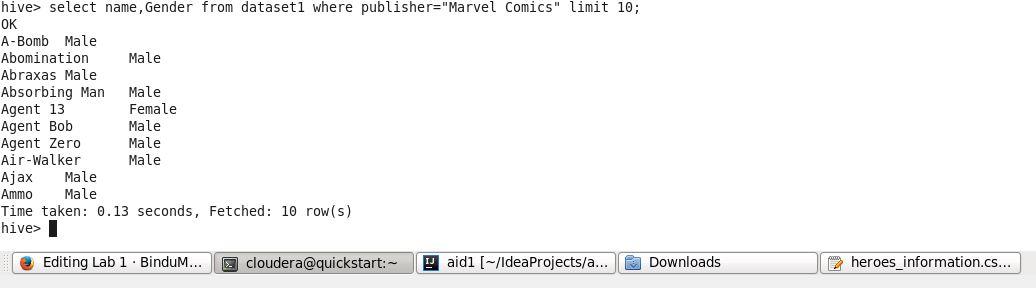 hive> select name,Gender from dataset1 where publisher="Marvel Comics" limit 10;
OK
A-Bomb  Male
Abomination     Male
Abraxas Male
Absorbing Man   Male
Agent 13        Female
Agent Bob       Male
Agent Zero      Male
Air-Walker      Male
Ajax    Male
Ammo    Male
Time taken: 0.13 seconds, Fetched: 10 row(s)
hive>
Editing Lab 1 · BinduM... cloudera@quickstart:~ aid1 [~/IdeaProjects/a... Downloads heroes_information.cs...